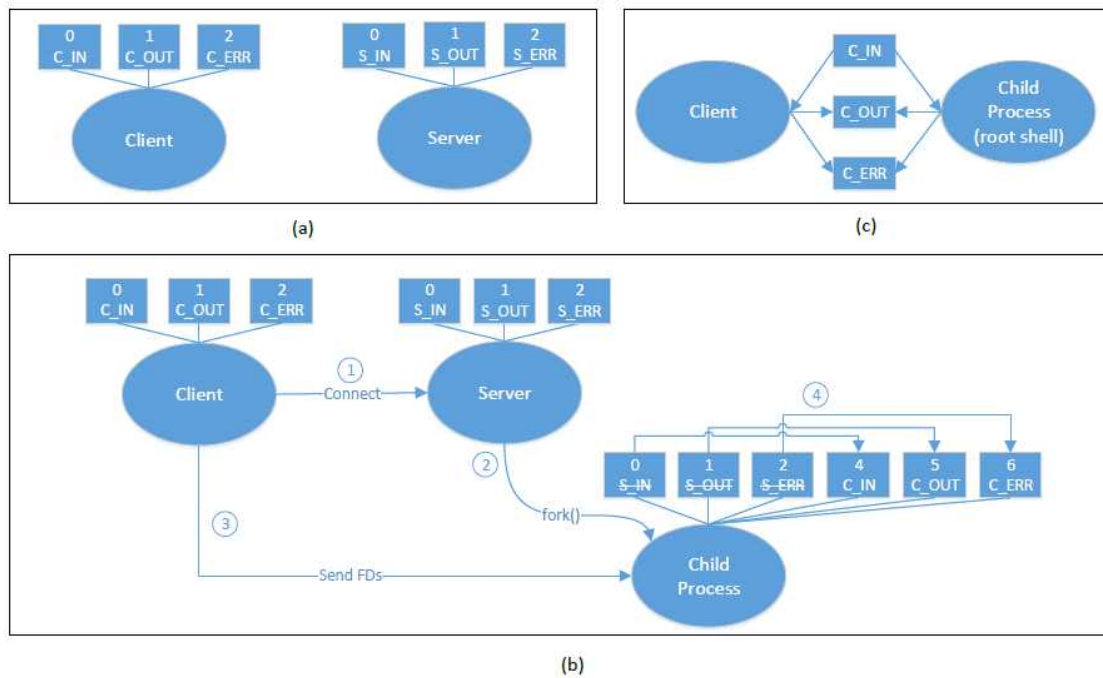 0
C_IN
1
C_OUT
2
C_ERR
0
S_IN
1
S_OUT
2
S_ERR
Client
Server
(a)
C_IN
C_OUT
C_ERR
Client
Child
Process
(root shell)
(c)
0
C_IN
1
C_OUT
2
C_ERR
0
S_IN
1
S_OUT
2
S_ERR
Client
1
Connect
Server
4
2
0
S_IN
1
S_OUT
2
S_ERR
4
C_IN
5
C_OUT
6
C_ERR
3
fork()
Send FDs
Child
Process
(b)